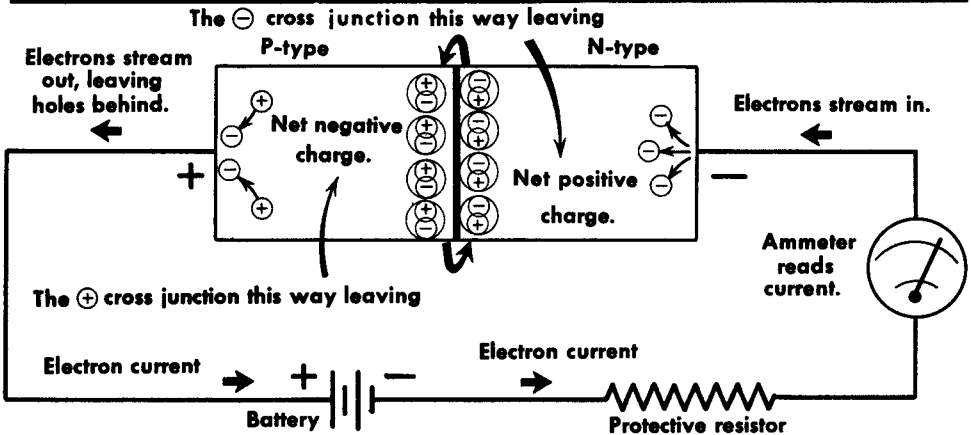 The ⊖ cross junction this way leaving
P-type
N-type
Electrons stream
out, leaving
holes behind.
Net negative
charge.
Net positive
charge.
Electrons stream in.
+
−
Ammeter
reads
current.
The ⊕ cross junction this way leaving
Electron current
+
−
Electron current
Battery
Protective resistor